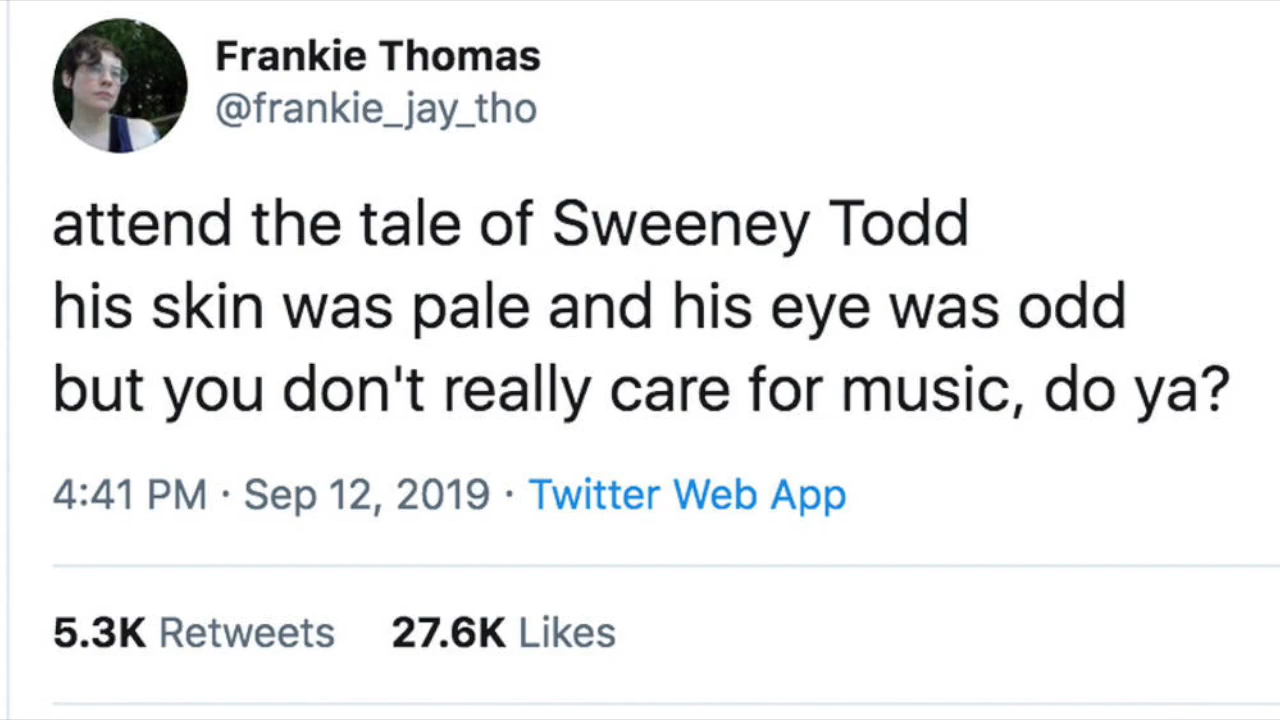 Frankie Thomas
@frankie_jay_tho
attend the tale of Sweeney Todd
his skin was pale and his eye was odd
but you don't really care for music, do ya?
4:41 PM · Sep 12, 2019 · Twitter Web App
5.3K Retweets 27.6K Likes